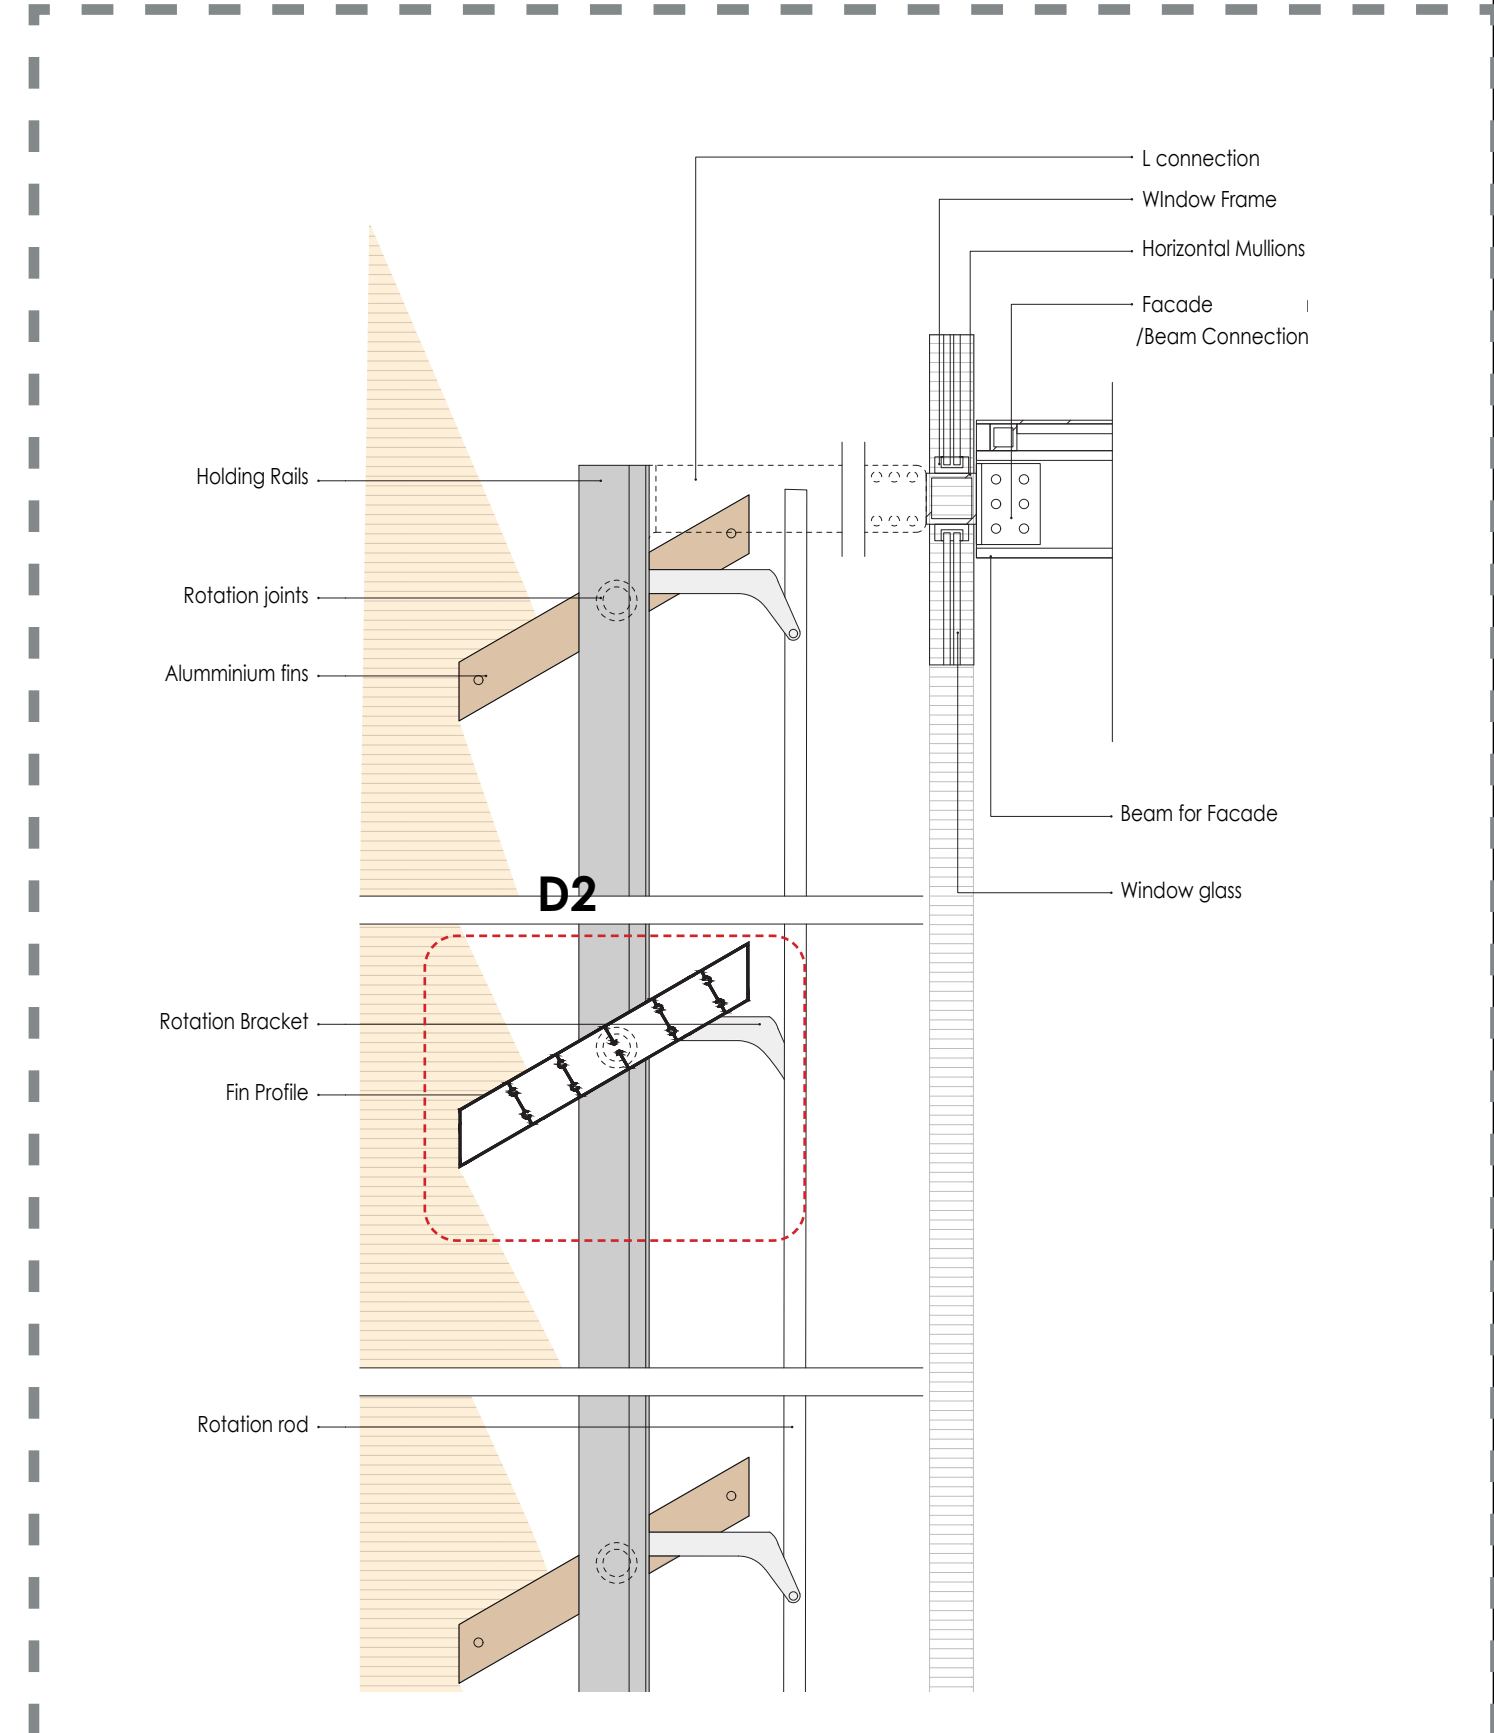 L connection
WIndow Frame
Horizontal Mullions
Facade
/Beam Connection
Holding Rails
Rotation joints
Alumminium fins
Beam for Facade
Window glass
D2
Rotation Bracket
Fin Profile
Rotation rod